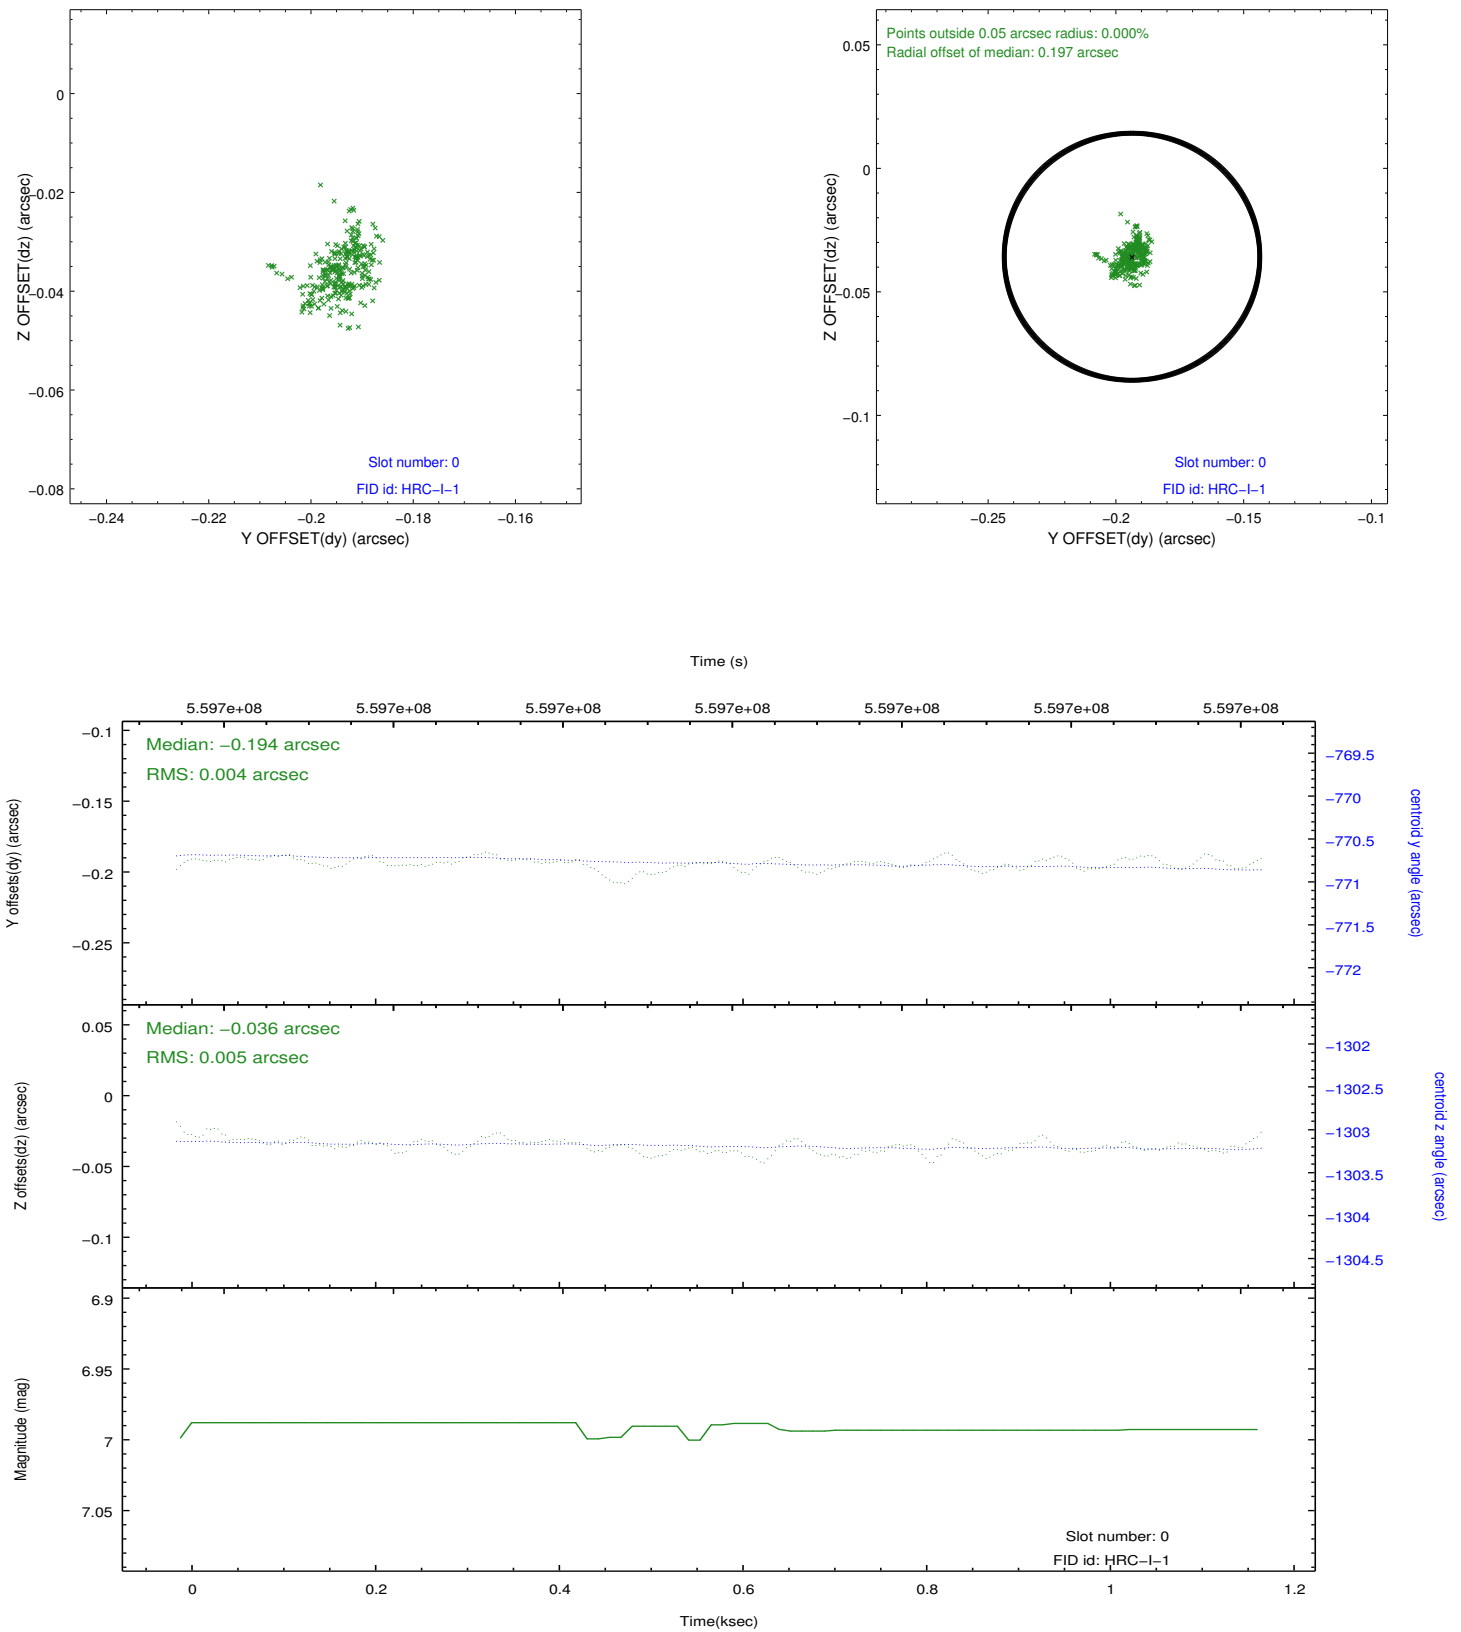 0
−0.02
−0.04
−0.06
−0.08
Z OFFSET(dz) (arcsec)
Slot number: 0
FID id: HRC−I−1
−0.24 −0.22 −0.2 −0.18 −0.16
Y OFFSET(dy) (arcsec)
Points outside 0.05 arcsec radius: 0.000%
Radial offset of median: 0.197 arcsec
0.05
0
−0.05
−0.1
Z OFFSET(dz) (arcsec)
Slot number: 0
FID id: HRC−I−1
−0.25 −0.2 −0.15 −0.1
Y OFFSET(dy) (arcsec)
Time (s)
5.597e+08 5.597e+08 5.597e+08 5.597e+08 5.597e+08 5.597e+08 5.597e+08
Median: −0.194 arcsec
RMS: 0.004 arcsec
−0.1
−0.15
−0.2
−0.25
Y offsets(dy) (arcsec)
−769.5
−770
−770.5
−771
−771.5
−772
centroid y angle (arcsec)
Median: −0.036 arcsec
RMS: 0.005 arcsec
0.05
0
−0.05
−0.1
Z offsets(dz) (arcsec)
−1302
−1302.5
−1303
−1303.5
−1304
−1304.5
centroid z angle (arcsec)
6.9
6.95
7
7.05
Magnitude (mag)
Slot number: 0
FID id: HRC−I−1
0 0.2 0.4 0.6 0.8 1 1.2
Time(ksec)